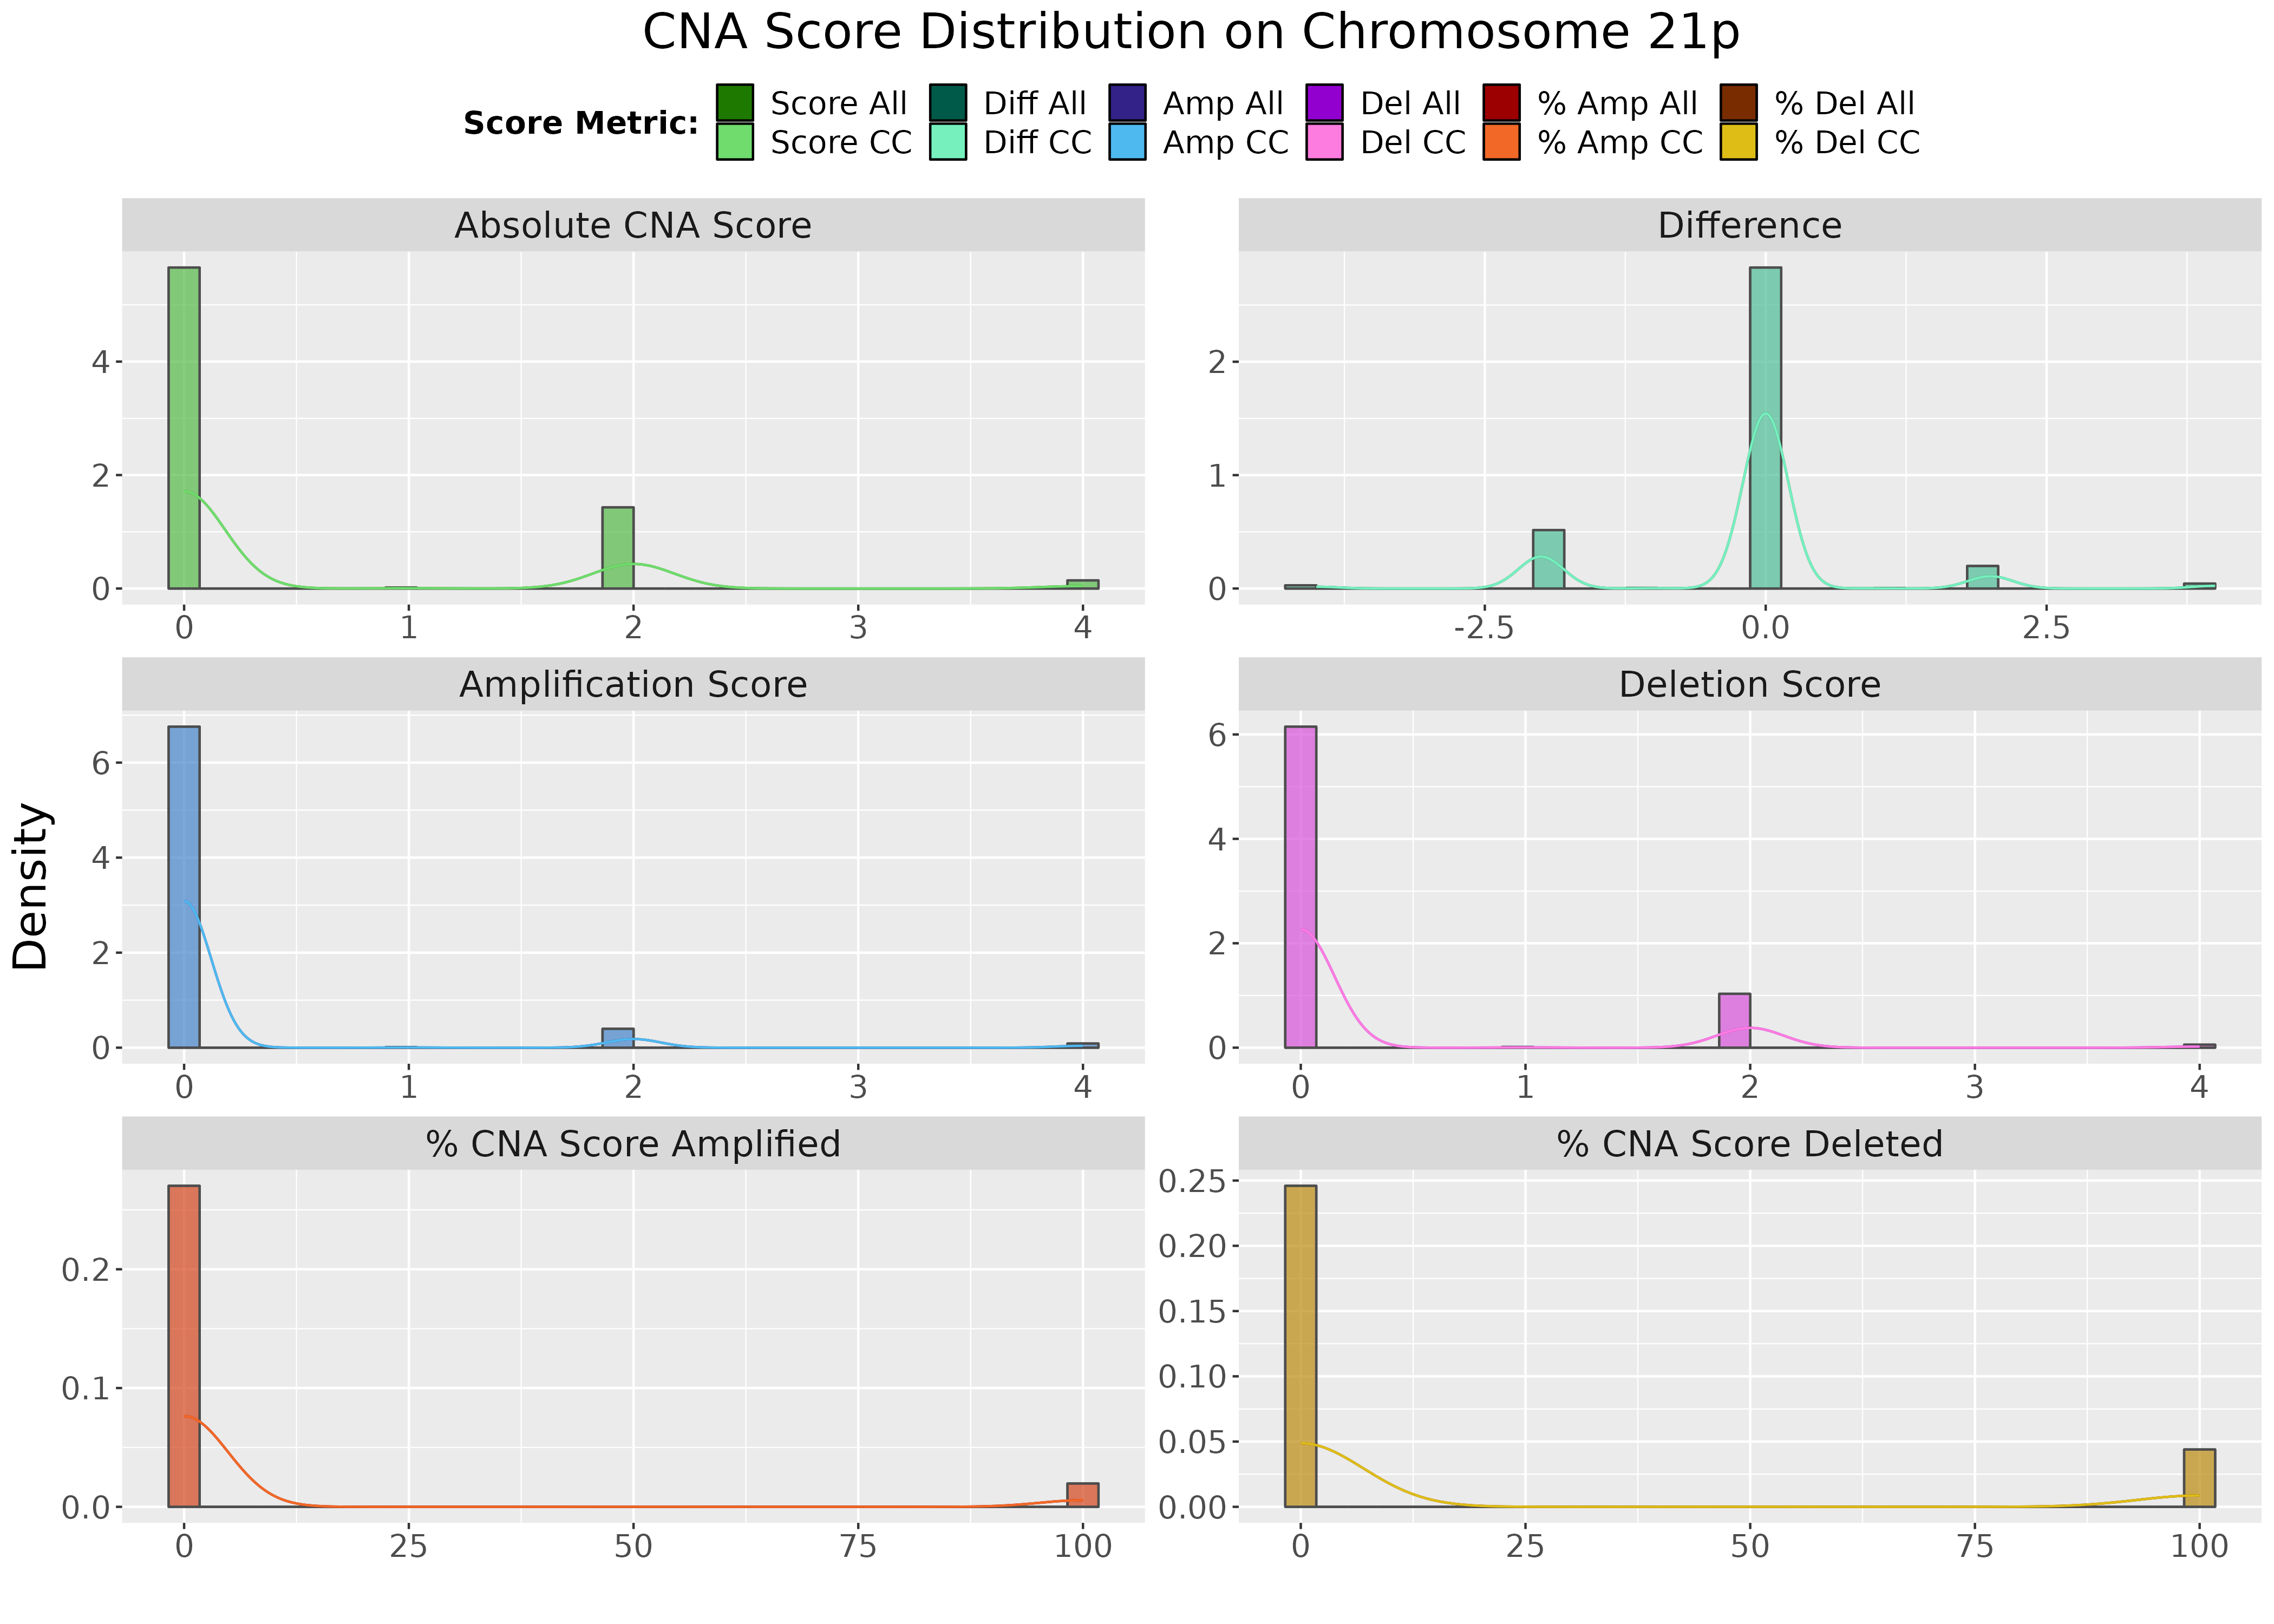 CNA Score Distribution on Chromosome 21p
Score Metric:
Score All Diff All Amp All Del All % Amp All % Del All
Score CC Diff CC Amp CC Del CC % Amp CC % Del CC
Absolute CNA Score
4
2
0
0 1 2 3 4
Difference
2
1
0
-2.5 0.0 2.5
Density
Amplification Score
6
4
2
0
0 1 2 3 4
Deletion Score
6
4
2
0
0 1 2 3 4
% CNA Score Amplified
0.2
0.1
0.0
0 25 50 75 100
% CNA Score Deleted
0.25
0.20
0.15
0.10
0.05
0.00
0 25 50 75 100